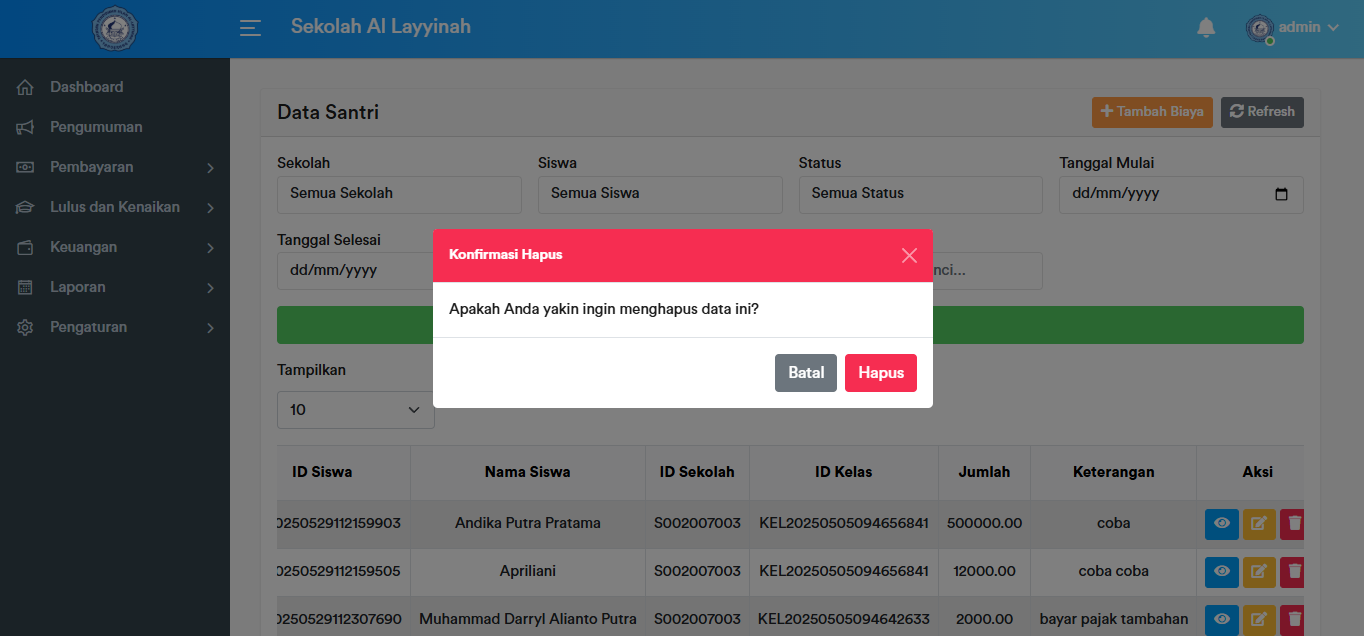 Sekolah Al Layyinah
admin
Dashboard
Pengumuman
Pembayaran
Lulus dan Kenaikan
Keuangan
Laporan
Pengaturan
Data Santri
Tambah Biaya
Refresh
Sekolah
Siswa
Status
Tanggal Mulai
Semua Sekolah
Semua Siswa
Semua Status
dd/mm/yyyy
Tanggal Selesai
dd/mm/yyyy
nci...
Konfirmasi Hapus
Apakah Anda yakin ingin menghapus data ini?
Batal
Hapus
Tampilkan
10
ID Siswa Nama Siswa ID Sekolah ID Kelas Jumlah Keterangan Aksi
0250529112159903 Andika Putra Pratama S002007003 KEL20250505094656841 500000.00 coba
0250529112159505 Apriliani S002007003 KEL20250505094656841 12000.00 coba coba
0250529112307690 Muhammad Darryl Alianto Putra S002007003 KEL20250505094642633 2000.00 bayar pajak tambahan